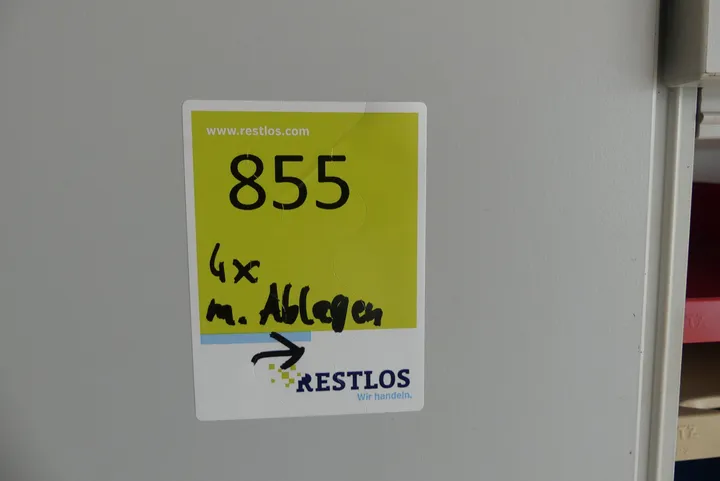 www.restlos.com
855
4x
m. Ablagen
RESTLOS
Wir handeln.